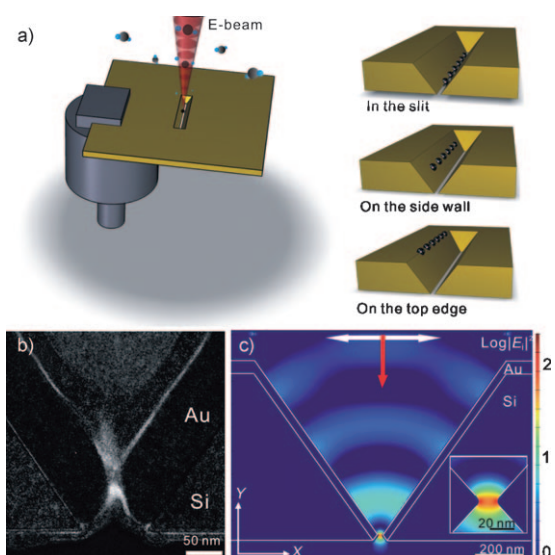 a)
E-beam
In the slit
On the side wall
On the top edge
b)
Au
Si
50 nm
c)
Log|E_t|²
Au
Si
Y
X
20 nm
200 nm
2
1
0